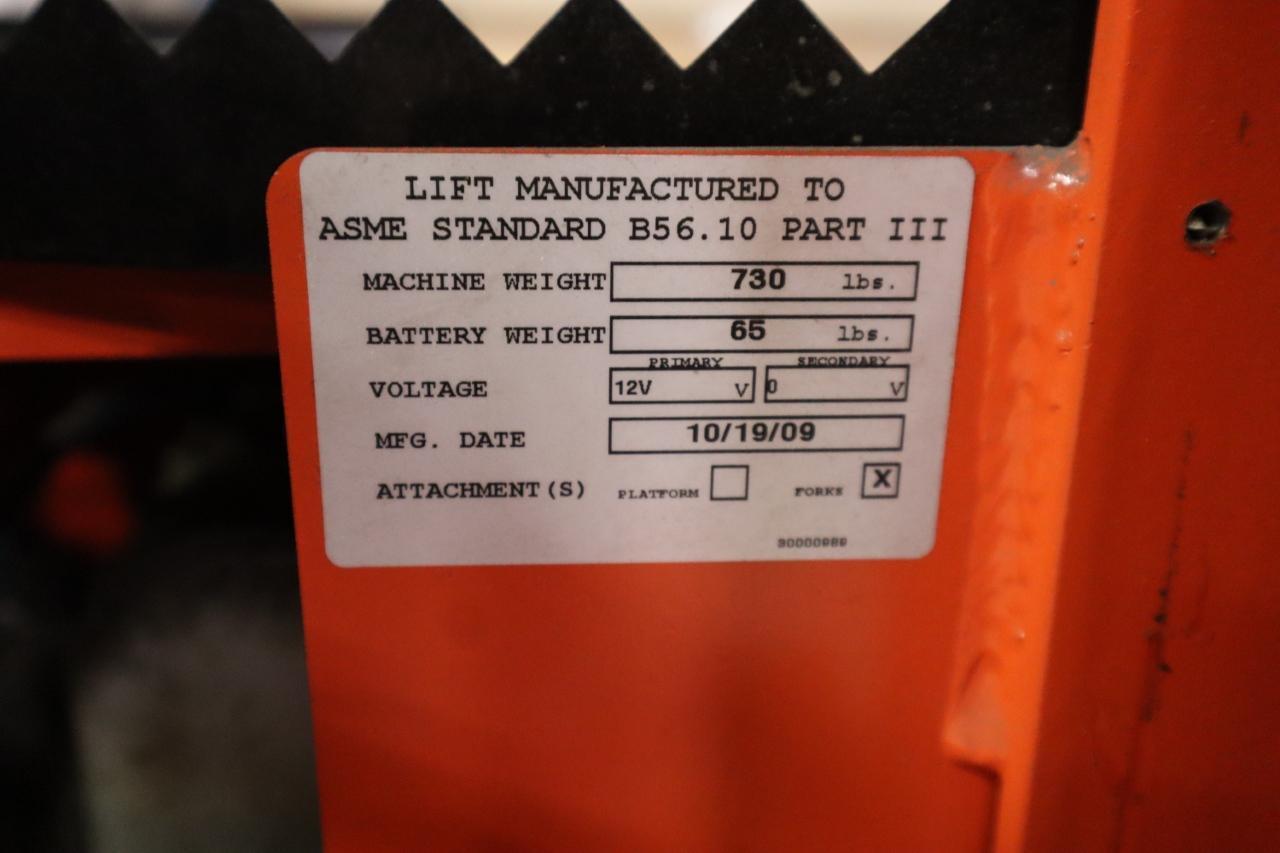 LIFT MANUFACTURED TO
ASME STANDARD B56.10 PART III
MACHINE WEIGHT 730 lbs.
BATTERY WEIGHT 65 lbs.
PRIMARY SECONDARY
VOLTAGE 12V V 0 V
MFG. DATE 10/19/09
ATTACHMENT(S) PLATFORM FORKS X